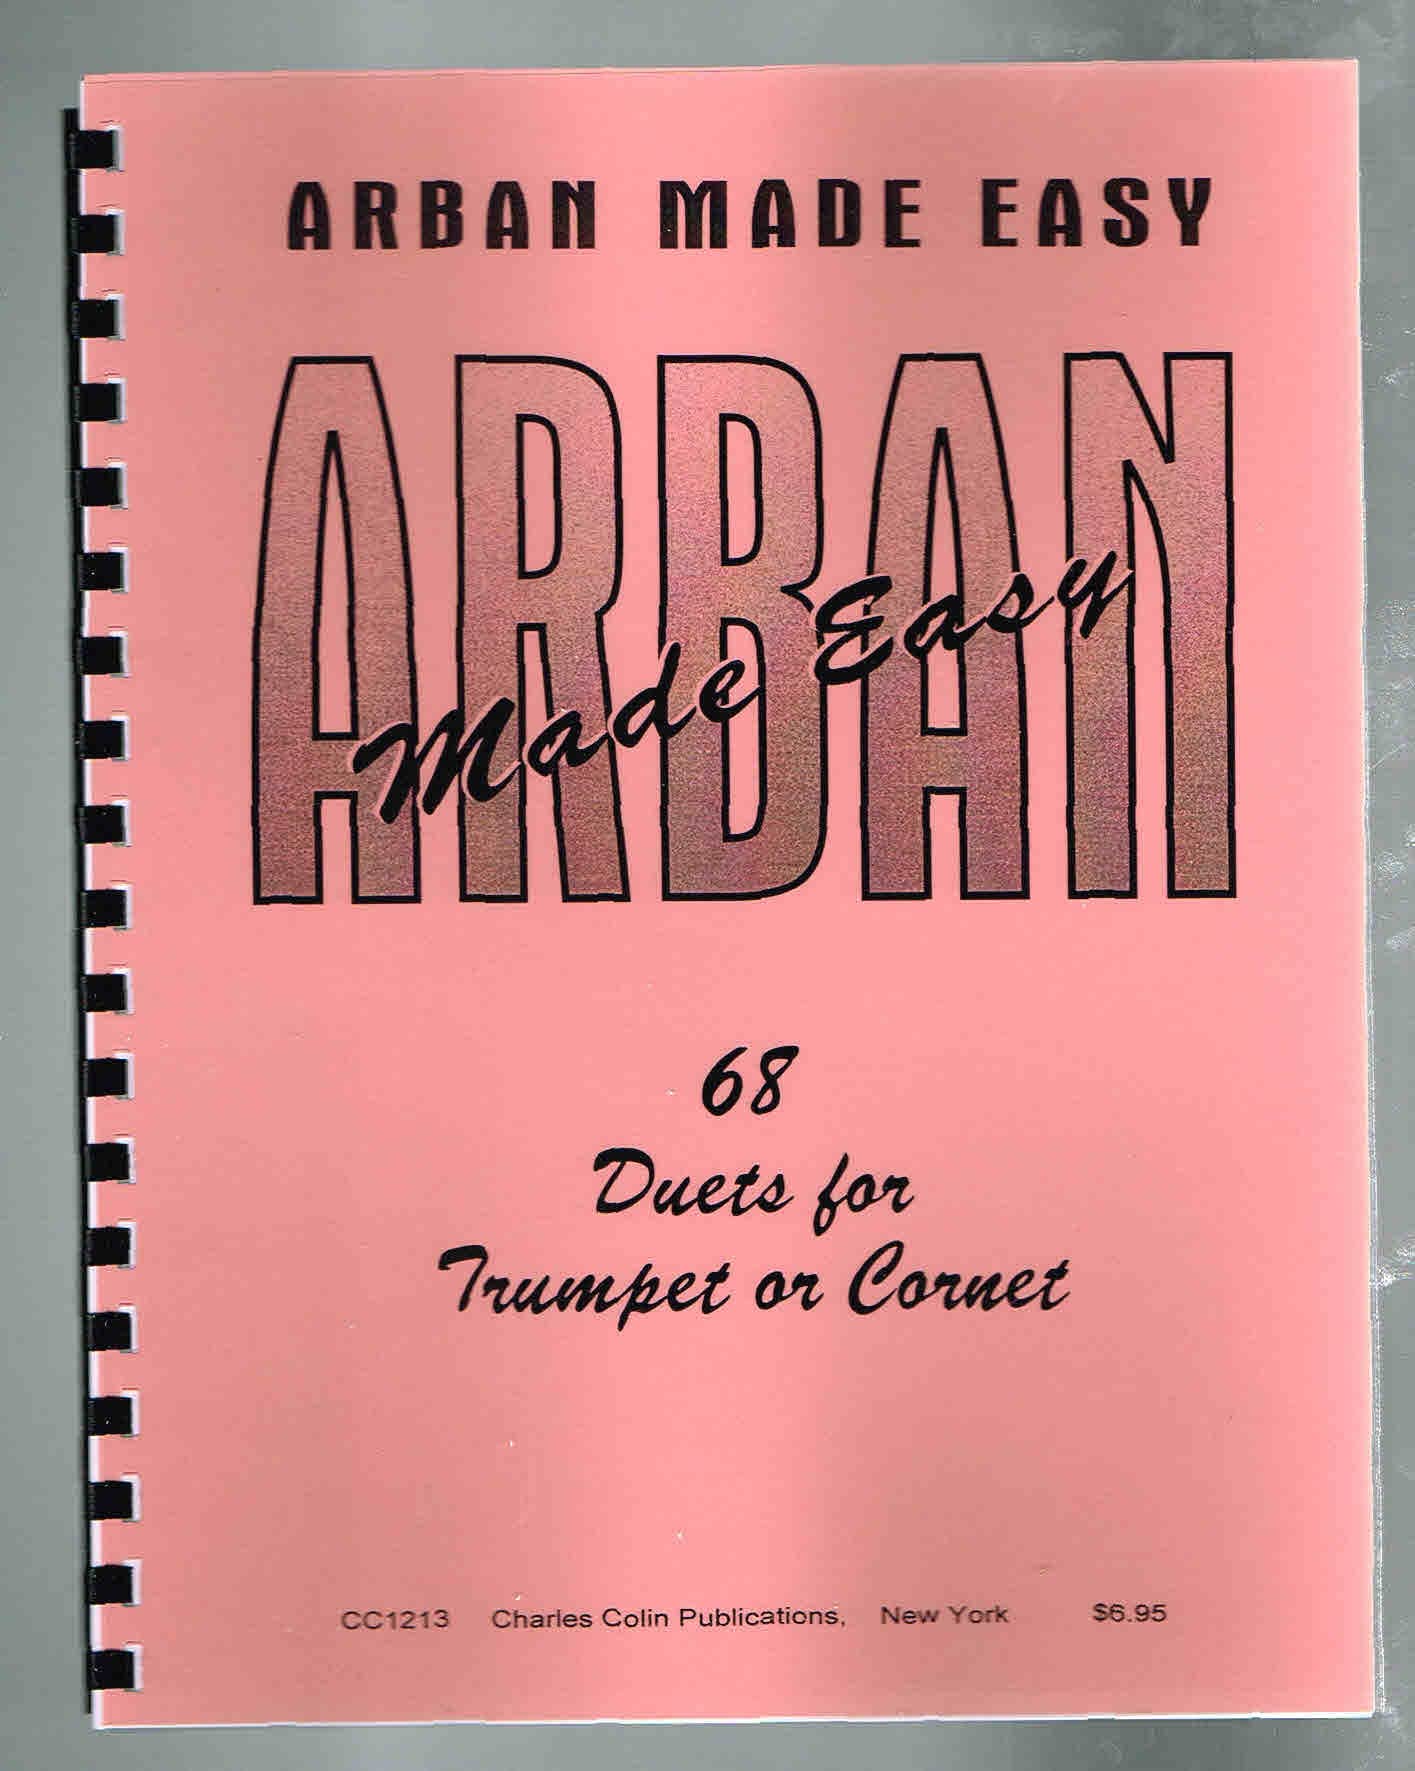 ARBAN MADE EASY
ARBAN
Made Easy
68
Duets for
Trumpet or Cornet
CC1213 Charles Colin Publications, New York $6.95